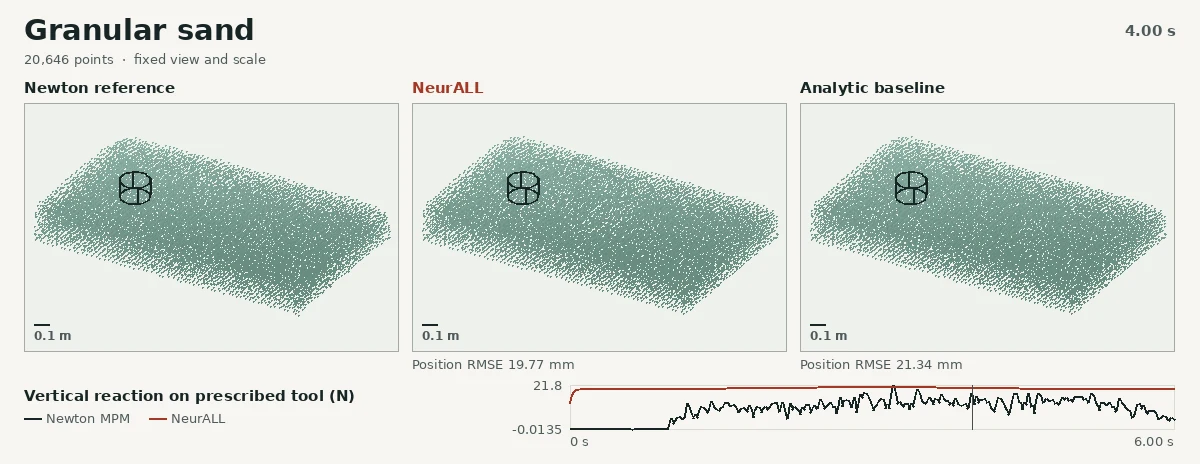 Granular sand
4.00 s
20,646 points · fixed view and scale
Newton reference
NeurALL
Analytic baseline
0.1 m
0.1 m
0.1 m
Position RMSE 19.77 mm
Position RMSE 21.34 mm
Vertical reaction on prescribed tool (N)
Newton MPM
NeurALL
21.8
-0.0135
0 s
6.00 s